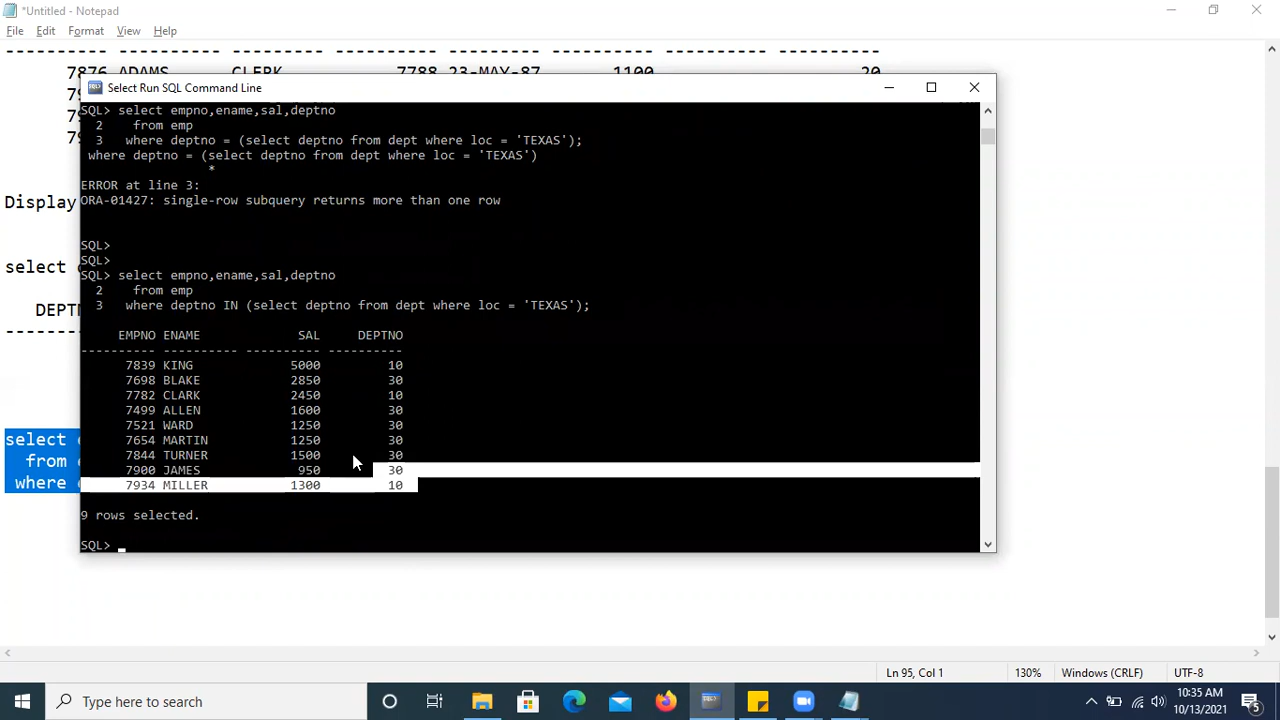 *Untitled - Notepad
File Edit Format View Help
---------- ---------- --------- ---------- --------- ---------- ---------- ----------
7876 ADAMS CLERK 7788 23-MAY-87 1100 20
Select Run SQL Command Line
SQL> select empno,ename,sal,deptno
2 from emp
3 where deptno = (select deptno from dept where loc = 'TEXAS');
where deptno = (select deptno from dept where loc = 'TEXAS')
*
ERROR at line 3:
ORA-01427: single-row subquery returns more than one row
SQL>
SQL>
SQL> select empno,ename,sal,deptno
2 from emp
3 where deptno IN (select deptno from dept where loc = 'TEXAS');
EMPNO ENAME SAL DEPTNO
---------- ---------- ---------- ----------
7839 KING 5000 10
7698 BLAKE 2850 30
7782 CLARK 2450 10
7499 ALLEN 1600 30
7521 WARD 1250 30
7654 MARTIN 1250 30
7844 TURNER 1500 30
7900 JAMES 950 30
7934 MILLER 1300 10
9 rows selected.
SQL>
Display
select
DEPT
select
from
where
Ln 95, Col 1 130% Windows (CRLF) UTF-8
Type here to search
10:35 AM
10/13/2021
5